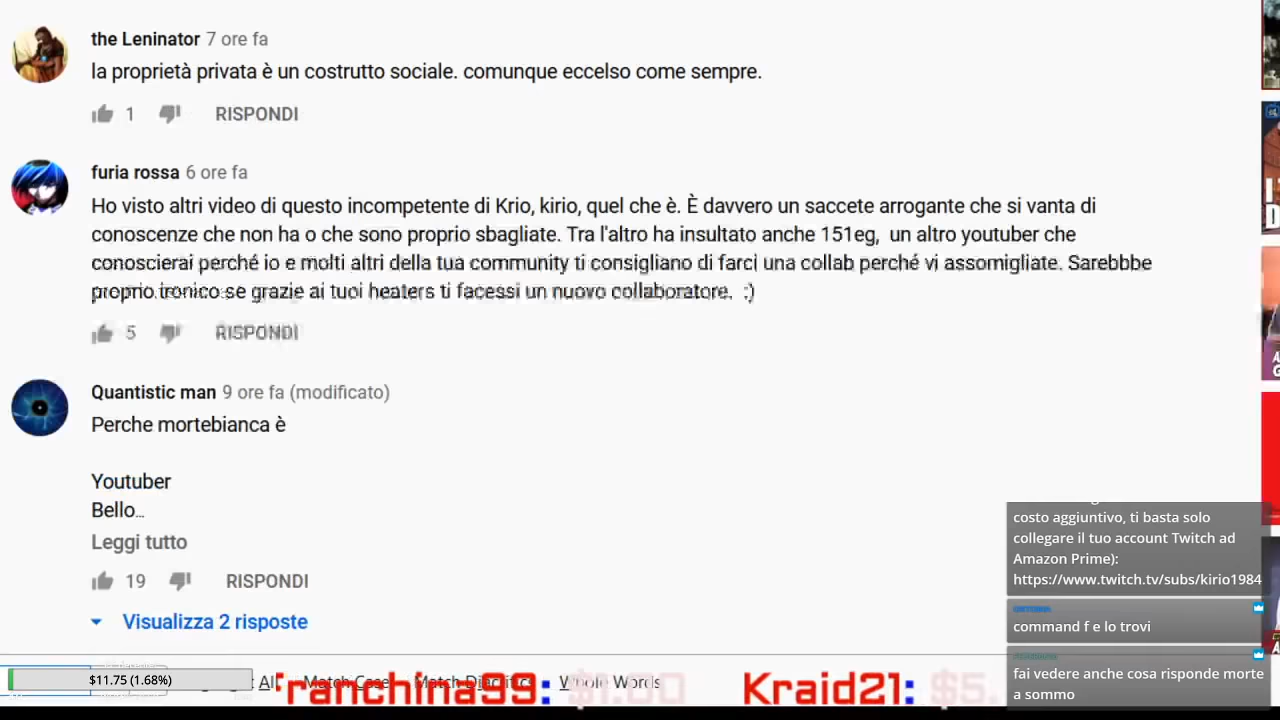 the Leninator 7 ore fa
la proprietà privata è un costrutto sociale. comunque eccelso come sempre.
1 RISPONDI
furia rossa 6 ore fa
Ho visto altri video di questo incompetente di Krio, kirio, quel che è. È davvero un saccete arrogante che si vanta di
conoscenze che non ha o che sono proprio sbagliate. Tra l'altro ha insultato anche 151eg, un altro youtuber che
conoscierai perché io e molti altri della tua community ti consigliano di farci una collab perché vi assomigliate. Sarebbbe
proprio ironico se grazie ai tuoi heaters ti facessi un nuovo collaboratore. :)
5 RISPONDI
Quantistic man 9 ore fa (modificato)
Perche mortebianca è
Youtuber
Bello...
Leggi tutto
19 RISPONDI
Visualizza 2 risposte
costo aggiuntivo, ti basta solo
collegare il tuo account Twitch ad
Amazon Prime):
https://www.twitch.tv/subs/kirio1984
command f e lo trovi
fai vedere anche cosa risponde morte
a sommo
$11.75 (1.68%)
Match Case Match Diacritics Whole Words
franchina99: $1.00 Kraid21: $5.